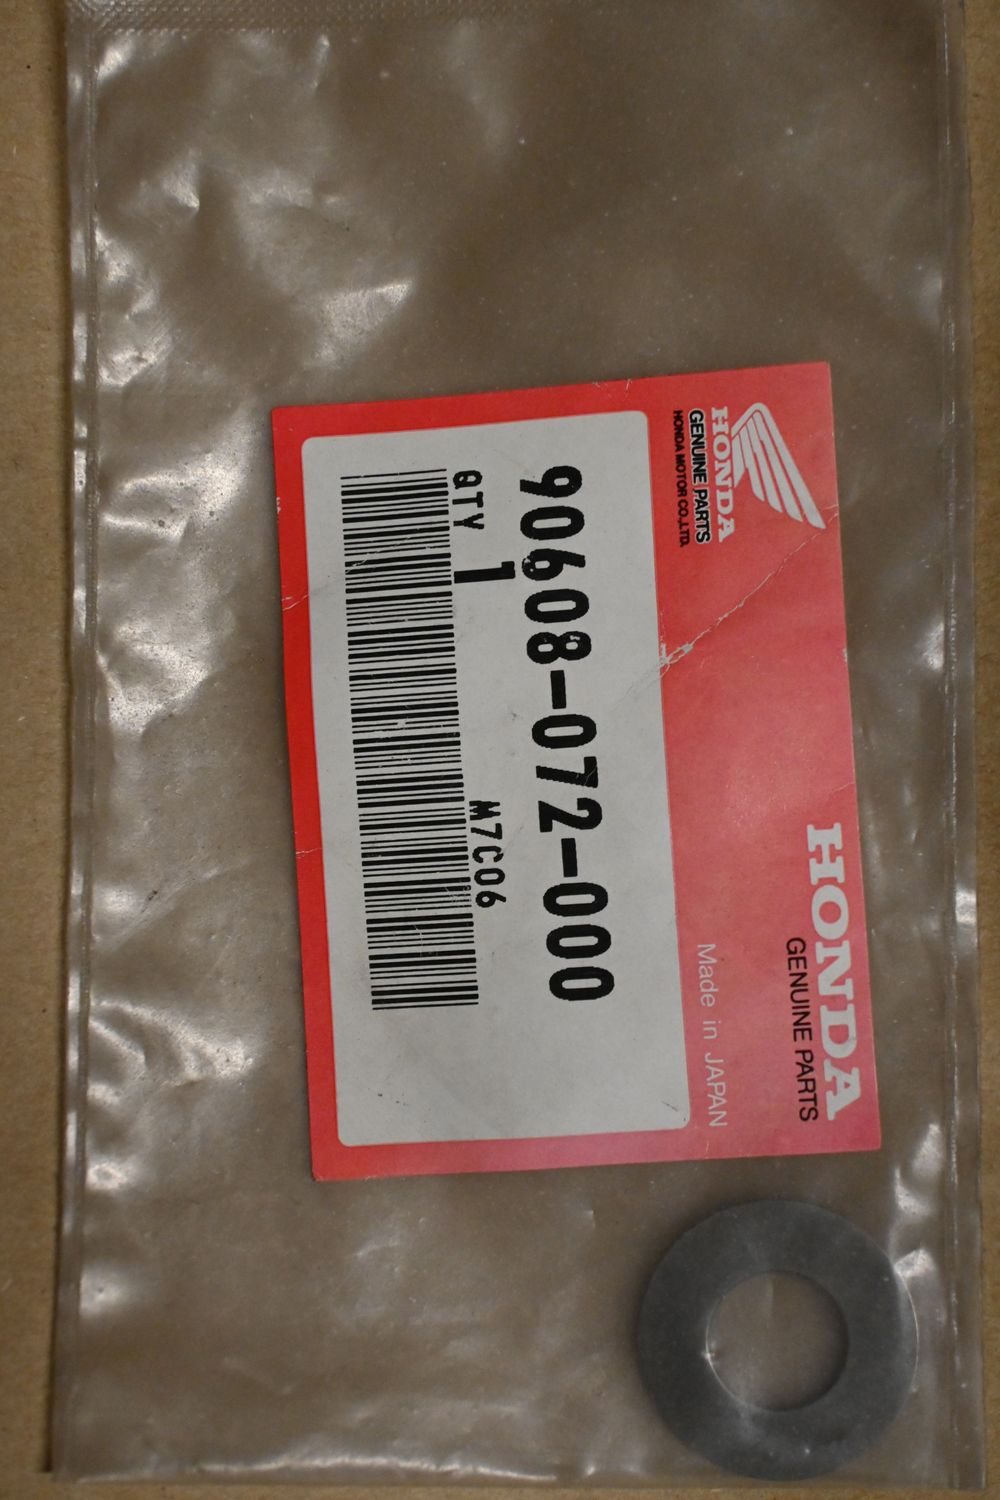 HONDA
GENUINE PARTS
HONDA MOTOR CO.,LTD.
HONDA
GENUINE PARTS
Made in JAPAN
90608-072-000
QTY 1 M7C06